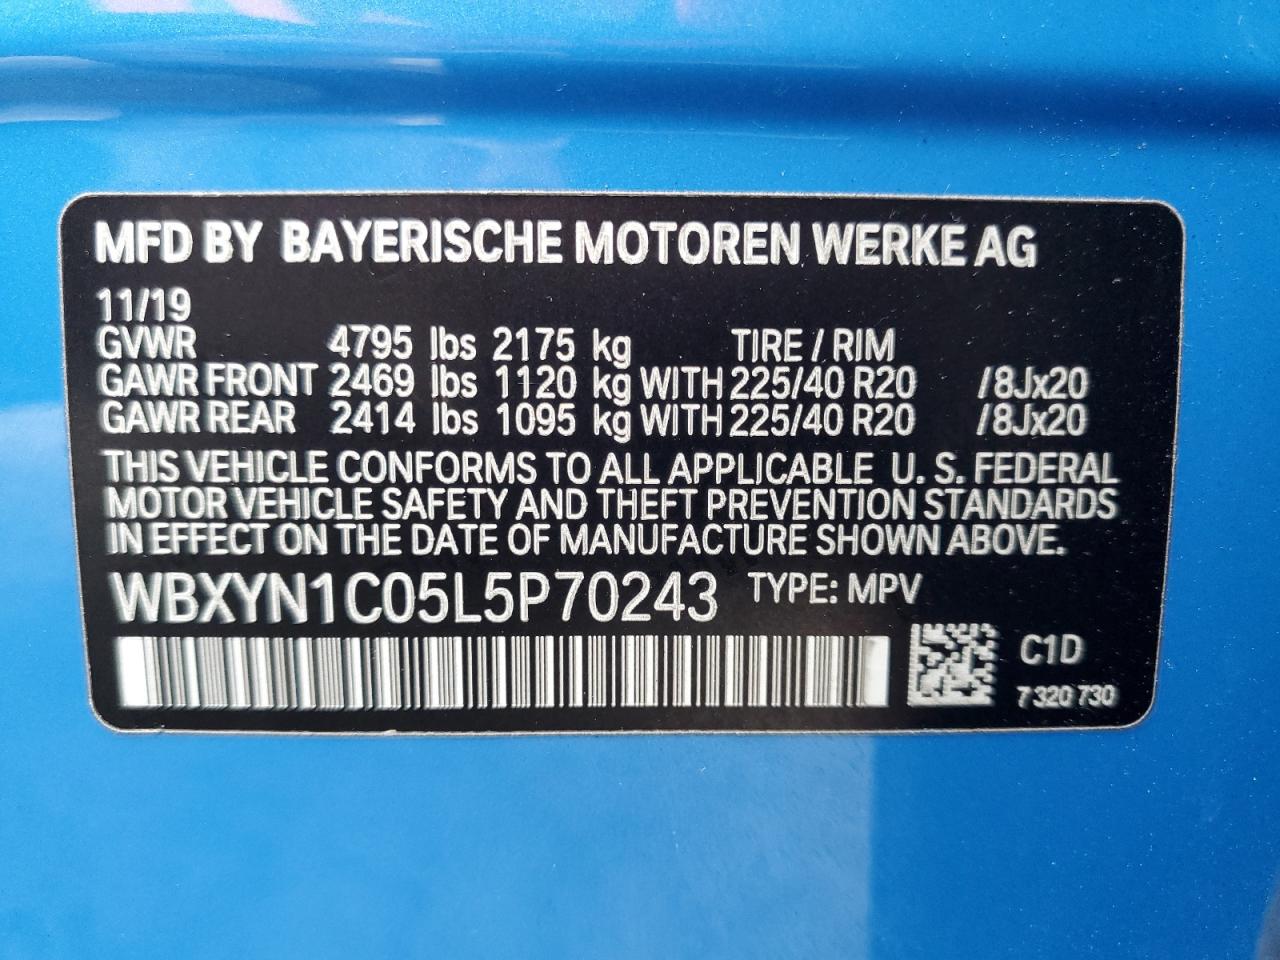 MFD BY BAYERISCHE MOTOREN WERKE AG
11/19
GVWR 4795 lbs 2175 kg TIRE / RIM
GAWR FRONT 2469 lbs 1120 kg WITH 225/40 R20 /8Jx20
GAWR REAR 2414 lbs 1095 kg WITH 225/40 R20 /8Jx20
THIS VEHICLE CONFORMS TO ALL APPLICABLE U. S. FEDERAL
MOTOR VEHICLE SAFETY AND THEFT PREVENTION STANDARDS
IN EFFECT ON THE DATE OF MANUFACTURE SHOWN ABOVE.
WBXYN1C05L5P70243 TYPE: MPV
C1D
7 320 730